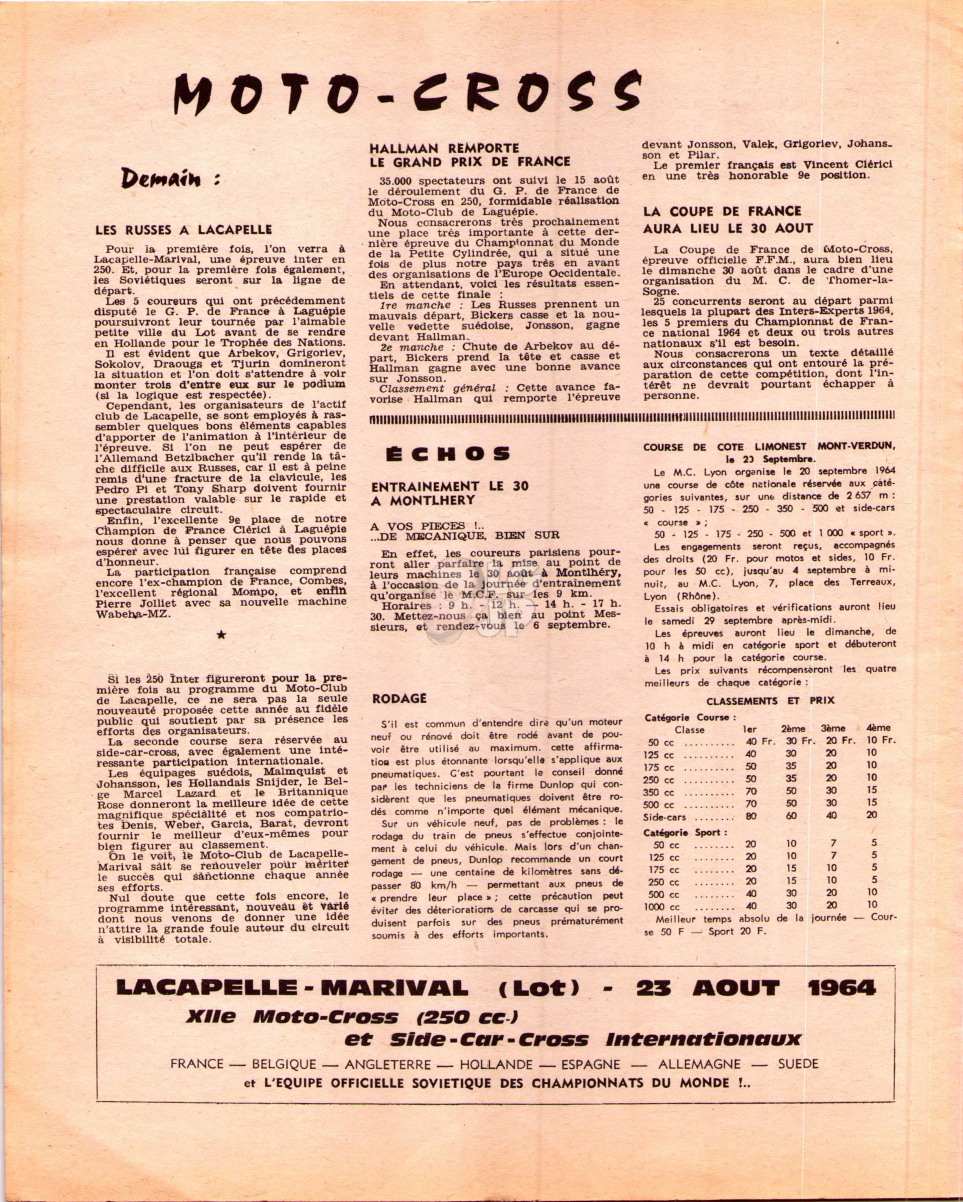 MOTO-CROSS
Demain :
LES RUSSES A LACAPELLE
Pour la première fois, l'on verra à
Lacapelle-Marival, une épreuve inter en
250. Et, pour la première fois également,
les Soviétiques seront sur la ligne de
départ.
Les 5 coureurs qui ont précédemment
disputé le G. P. de France à Laguépie
poursuivront leur tournée par l'aimable
petite ville du Lot avant de se rendre
en Hollande pour le Trophée des Nations.
Il est évident que Arbekov, Grigoriev,
Sokolov, Draougs et Tjurin domineront
la situation et l'on doit s'attendre à voir
monter trois d'entre eux sur le podium
(si la logique est respectée).
Cependant, les organisateurs de l'actif
club de Lacapelle, se sont employés à ras-
sembler quelques bons éléments capables
d'apporter de l'animation à l'intérieur de
l'épreuve. Si l'on ne peut espérer de
l'Allemand Betzlbacher qu'il rende la tâ-
che difficile aux Russes, car il est à peine
remis d'une fracture de la clavicule, les
Pedro Pi et Tony Sharp doivent fournir
une prestation valable sur le rapide et
spectaculaire circuit.
Enfin, l'excellente 9e place de notre
Champion de France Clérici à Laguépie
nous donne à penser que nous pouvons
espérer avec lui figurer en tête des places
d'honneur.
La participation française comprend
encore l'ex-champion de France, Combes,
l'excellent régional Mompo, et enfin
Pierre Jolliet avec sa nouvelle machine
Wabeha-MZ.
★
Si les 250 Inter figureront pour la pre-
mière fois au programme du Moto-Club
de Lacapelle, ce ne sera pas la seule
nouveauté proposée cette année au fidèle
public qui soutient par sa présence les
efforts des organisateurs.
La seconde course sera réservée au
side-car-cross, avec également une inté-
ressante participation internationale.
Les équipages suédois, Malmquist et
Johansson, les Hollandais Snijder, le Bel-
ge Marcel Lazard et le Britannique
Rose donneront la meilleure idée de cette
magnifique spécialité et nos compatrio-
tes Denis, Weber, Garcia, Barat, devront
fournir le meilleur d'eux-mêmes pour
bien figurer au classement.
On le voit, le Moto-Club de Lacapelle-
Marival sait se renouveler pour mériter
le succès qui sanctionne chaque année
ses efforts.
Nul doute que cette fois encore, le
programme intéressant, nouveau et varié
dont nous venons de donner une idée
n'attire la grande foule autour du circuit
à visibilité totale.
HALLMAN REMPORTE
LE GRAND PRIX DE FRANCE
35.000 spectateurs ont suivi le 15 août
le déroulement du G. P. de France de
Moto-Cross en 250, formidable réalisation
du Moto-Club de Laguépie.
Nous consacrerons très prochainement
une place très importante à cette der-
nière épreuve du Championnat du Monde
de la Petite Cylindrée, qui a situé une
fois de plus notre pays très en avant
des organisations de l'Europe Occidentale.
En attendant, voici les résultats essen-
tiels de cette finale :
1re manche : Les Russes prennent un
mauvais départ, Bickers casse et la nou-
velle vedette suédoise, Jonsson, gagne
devant Hallman.
2e manche : Chute de Arbekov au dé-
part, Bickers prend la tête et casse et
Hallman gagne avec une bonne avance
sur Jonsson.
Classement général : Cette avance fa-
vorise Hallman qui remporte l'épreuve
devant Jonsson, Valek, Grigoriev, Johans-
son et Pilar.
Le premier français est Vincent Clérici
en une très honorable 9e position.
LA COUPE DE FRANCE
AURA LIEU LE 30 AOUT
La Coupe de France de Moto-Cross,
épreuve officielle F.F.M., aura bien lieu
le dimanche 30 août dans le cadre d'une
organisation du M. C. de Thomer-la-
Sogne.
25 concurrents seront au départ parmi
lesquels la plupart des Inters-Experts 1964,
les 5 premiers du Championnat de Fran-
ce national 1964 et deux ou trois autres
nationaux s'il est besoin.
Nous consacrerons un texte détaillé
aux circonstances qui ont entouré la pré-
paration de cette compétition, dont l'in-
térêt ne devrait pourtant échapper à
personne.
ÉCHOS
ENTRAINEMENT LE 30
A MONTLHERY
A VOS PIECES !..
...DE MECANIQUE, BIEN SUR
En effet, les coureurs parisiens pour-
ront aller parfaire la mise au point de
leurs machines le 30 août à Montlhéry,
à l'occasion de la journée d'entraînement
qu'organise le M.C.F. sur les 9 km.
Horaires : 9 h. - 12 h. - 14 h. - 17 h.
30. Mettez-nous ça bien au point Mes-
sieurs, et rendez-vous le 6 septembre.
RODAGE
S'il est commun d'entendre dire qu'un moteur
neuf ou rénové doit être rodé avant de pou-
voir être utilisé au maximum. cette affirma-
tion est plus étonnante lorsqu'elle s'applique aux
pneumatiques. C'est pourtant le conseil donné
par les techniciens de la firme Dunlop qui con-
sidèrent que les pneumatiques doivent être ro-
dés comme n'importe quel élément mécanique.
Sur un véhicule neuf, pas de problèmes : le
rodage du train de pneus s'effectue conjointe-
ment à celui du véhicule. Mais lors d'un chan-
gement de pneus, Dunlop recommande un court
rodage — une centaine de kilomètres sans dé-
passer 80 km/h — permettant aux pneus de
« prendre leur place » ; cette précaution peut
éviter des déteriorations de carcasse qui se pro-
duisent parfois sur des pneus prématurément
soumis à des efforts importants.
COURSE DE COTE LIMONEST MONT-VERDUN,
le 20 Septembre.
Le M.C. Lyon organise le 20 septembre 1964
une course de côte nationale réservée aux caté-
gories suivantes, sur une distance de 2 657 m :
50 - 125 - 175 - 250 - 350 - 500 et side-cars
« course » ;
50 - 125 - 175 - 250 - 500 et 1 000 « sport ».
Les engagements seront reçus, accompagnés
des droits (20 Fr. pour motos et sides, 10 Fr.
pour les 50 cc), jusqu'au 4 septembre à mi-
nuit, au M.C. Lyon, 7, place des Terreaux,
Lyon (Rhône).
Essais obligatoires et vérifications auront lieu
le samedi 29 septembre après-midi.
Les épreuves auront lieu le dimanche, de
10 h à midi en catégorie sport et débuteront
à 14 h pour la catégorie course.
Les prix suivants récompenseront les quatre
meilleurs de chaque catégorie :
CLASSEMENTS ET PRIX
Catégorie Course :
Classe 1er 2ème 3ème 4ème
50 cc .......... 40 Fr. 30 Fr. 20 Fr. 10 Fr.
125 cc .......... 40 30 20 10
175 cc .......... 50 35 20 10
250 cc .......... 50 35 20 10
350 cc .......... 70 50 30 15
500 cc .......... 70 50 30 15
Side-cars ........ 80 60 40 20
Catégorie Sport :
50 cc ........ 20 10 7 5
125 cc ........ 20 10 7 5
175 cc ........ 20 15 10 5
250 cc ........ 20 15 10 5
500 cc ........ 40 30 20 10
1000 cc ........ 40 30 20 10
Meilleur temps absolu de la journée — Cour-
se 50 F — Sport 20 F.
LACAPELLE - MARIVAL (Lot) - 23 AOUT 1964
XIIe Moto-Cross (250 cc.)
et Side-Car-Cross Internationaux
FRANCE — BELGIQUE — ANGLETERRE — HOLLANDE — ESPAGNE — ALLEMAGNE — SUEDE
et L'EQUIPE OFFICIELLE SOVIETIQUE DES CHAMPIONNATS DU MONDE !..